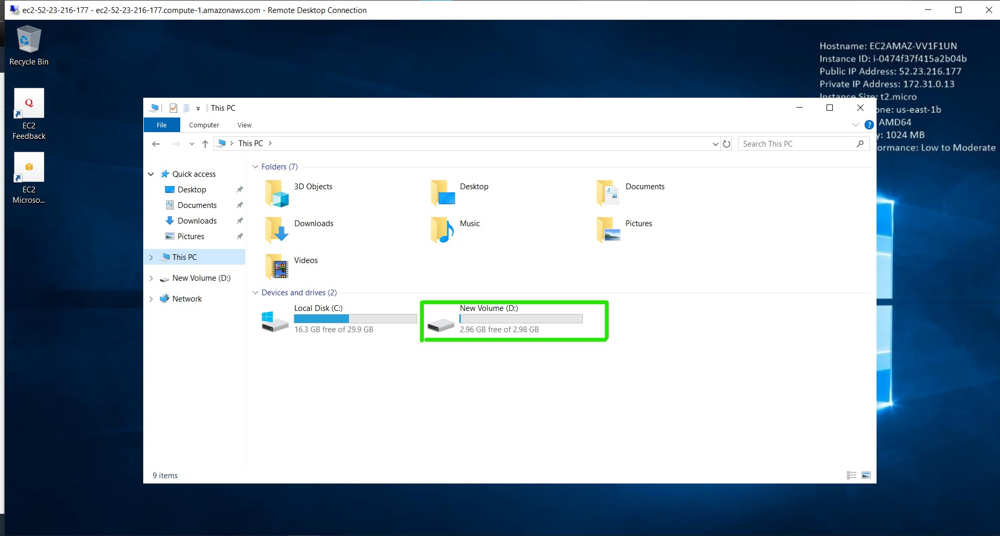 ec2-52-23-216-177 - ec2-52-23-216-177.compute-1.amazonaws.com - Remote Desktop Connection
Recycle Bin
EC2
Feedback
EC2
Microso...
Hostname: EC2AMAZ-VV1F1UN
Instance ID: i-0474f37f415a2b04b
Public IP Address: 52.23.216.177
Private IP Address: 172.31.0.13
Instance Size: t2.micro
one: us-east-1b
AMD64
y: 1024 MB
ormance: Low to Moderate
This PC
File
Computer
View
This PC
Search This PC
Quick access
Desktop
Documents
Downloads
Pictures
This PC
New Volume (D:)
Network
Folders (7)
3D Objects
Desktop
Documents
Downloads
Music
Pictures
Videos
Devices and drives (2)
Local Disk (C:)
16.3 GB free of 29.9 GB
New Volume (D:)
2.96 GB free of 2.98 GB
9 items